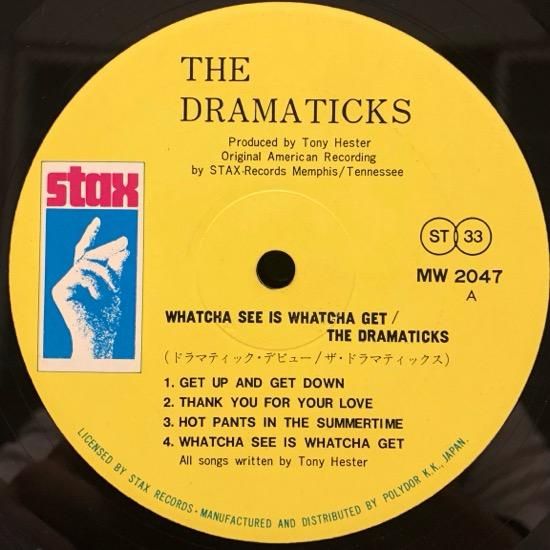 THE
DRAMATICKS
Produced by Tony Hester
Original American Recording
by STAX-Records Memphis/Tennessee
stax
ST 33
MW 2047
A
WHATCHA SEE IS WHATCHA GET /
THE DRAMATICKS
(ドラマティック・デビュー/ザ・ドラマティックス)
1. GET UP AND GET DOWN
2. THANK YOU FOR YOUR LOVE
3. HOT PANTS IN THE SUMMERTIME
4. WHATCHA SEE IS WHATCHA GET
All songs written by Tony Hester
LICENSED BY STAX RECORDS・MANUFACTURED AND DISTRIBUTED BY POLYDOR K.K., JAPAN.